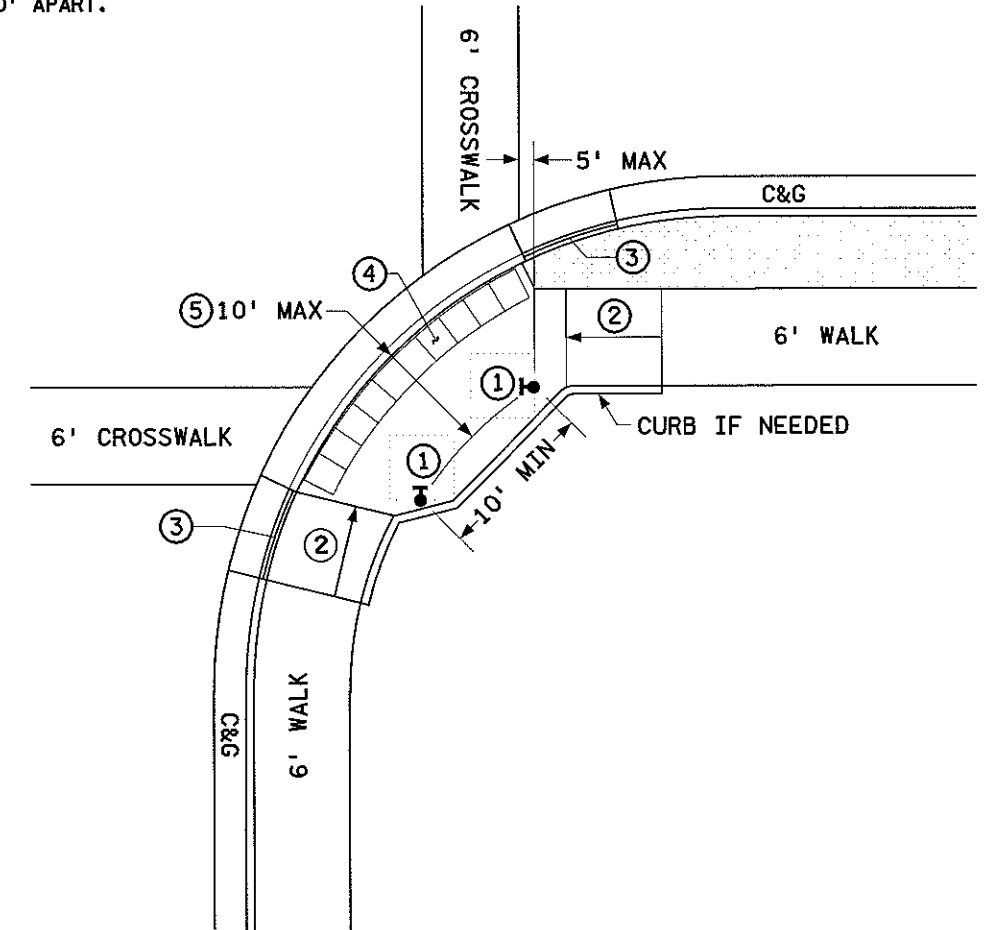 0' APART.
6' CROSSWALK
5' MAX
C&G
③
④
⑤ 10' MAX
②
6' WALK
①
CURB IF NEEDED
6' CROSSWALK
①
10' MIN
③
②
6' WALK
C&G